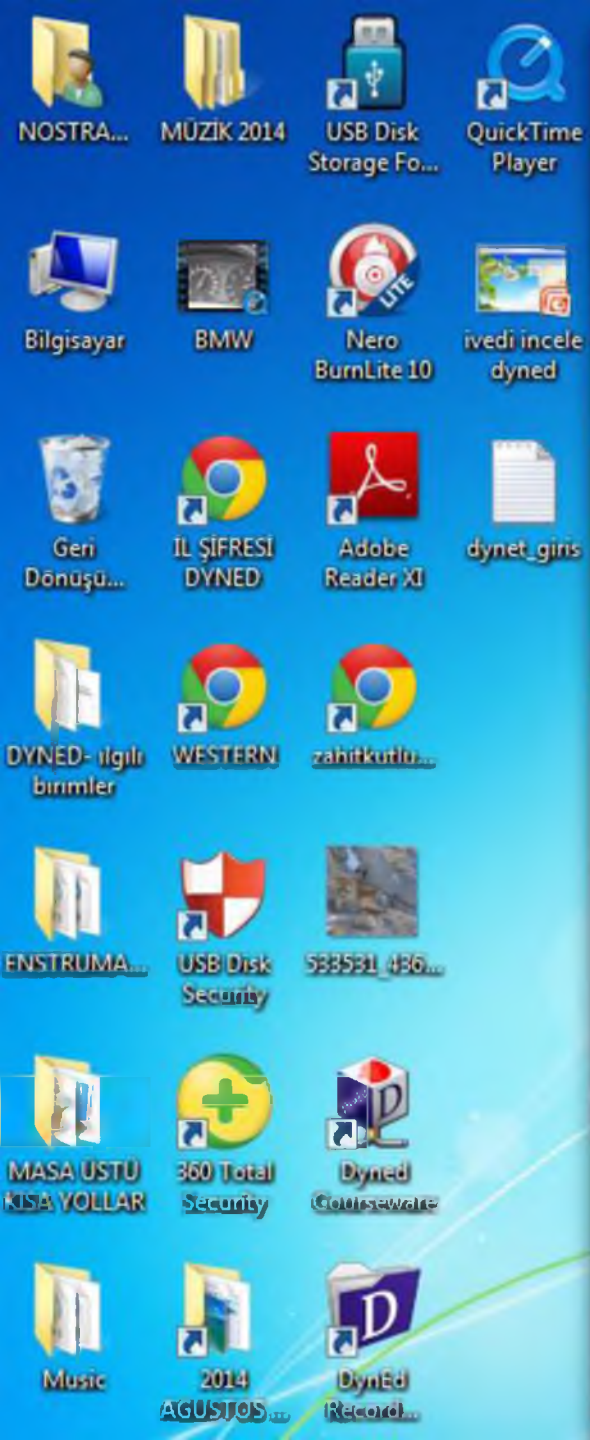 NOSTRA...
MÜZİK 2014
USB Disk
Storage Fo...
QuickTime
Player
Bilgisayar
BMW
LITE
Nero
BurnLite 10
ivedi incele
dyned
Geri
Dönüşü...
İL ŞİFRESİ
DYNED
Adobe
Reader XI
dynet_giris
DYNED- ılgılı
bırımler
WESTERN
zahitkutlu...
ENSTRUMA...
USB Disk
Security
533531_436...
MASA ÜSTÜ
KISA YOLLAR
360 Total
Security
D
Dyned
Courseware
Music
2014
AGUSTOS ...
D
DynEd
Record...